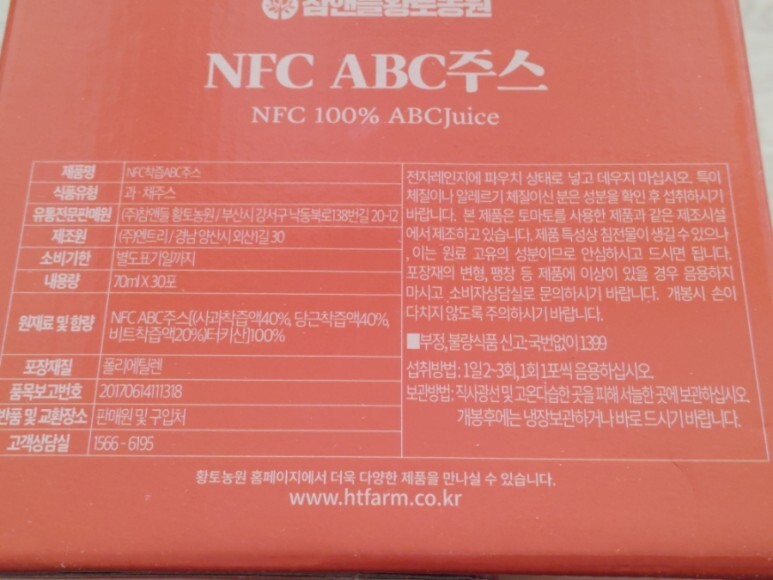 참앤들황토농원
NFC ABC주스
NFC 100% ABCJuice
제품명 NFC착즙ABC주스
식품유형 과·채주스
유통전문판매원 (주)참앤들 황토농원 / 부산시 강서구 낙동북로138번길 20-12
제조원 (주)엔트리 / 경남 양산시 외산1길 30
소비기한 별도표기일까지
내용량 70ml X 30포
원재료 및 함량 NFC ABC주스[(사과착즙액40%, 당근착즙액40%,
비트착즙액20%)터키산]100%
포장재질 폴리에틸렌
품목보고번호 20170614111318
반품 및 교환장소 판매원 및 구입처
고객상담실 1566 - 6195
전자레인지에 파우치 상태로 넣고 데우지 마십시오. 특이
체질이나 알레르기 체질이신 분은 성분을 확인 후 섭취하시기
바랍니다. 본 제품은 토마토를 사용한 제품과 같은 제조시설
에서 제조하고 있습니다. 제품 특성상 침전물이 생길 수 있으나
, 이는 원료 고유의 성분이므로 안심하시고 드시면 됩니다.
포장재의 변형, 팽창 등 제품에 이상이 있을 경우 음용하지
마시고, 소비자상담실로 문의하시기 바랍니다. 개봉시 손이
다치지 않도록 주의하시기 바랍니다.
■부정,불량식품 신고:국번없이 1399
섭취방법 : 1일 2~3회, 1회 1포씩 음용하십시오.
보관방법 : 직사광선 및 고온다습한 곳을 피해 서늘한 곳에 보관하십시오.
개봉후에는 냉장보관하거나 바로 드시기 바랍니다.
황토농원 홈페이지에서 더욱 다양한 제품을 만나실 수 있습니다.
www.htfarm.co.kr